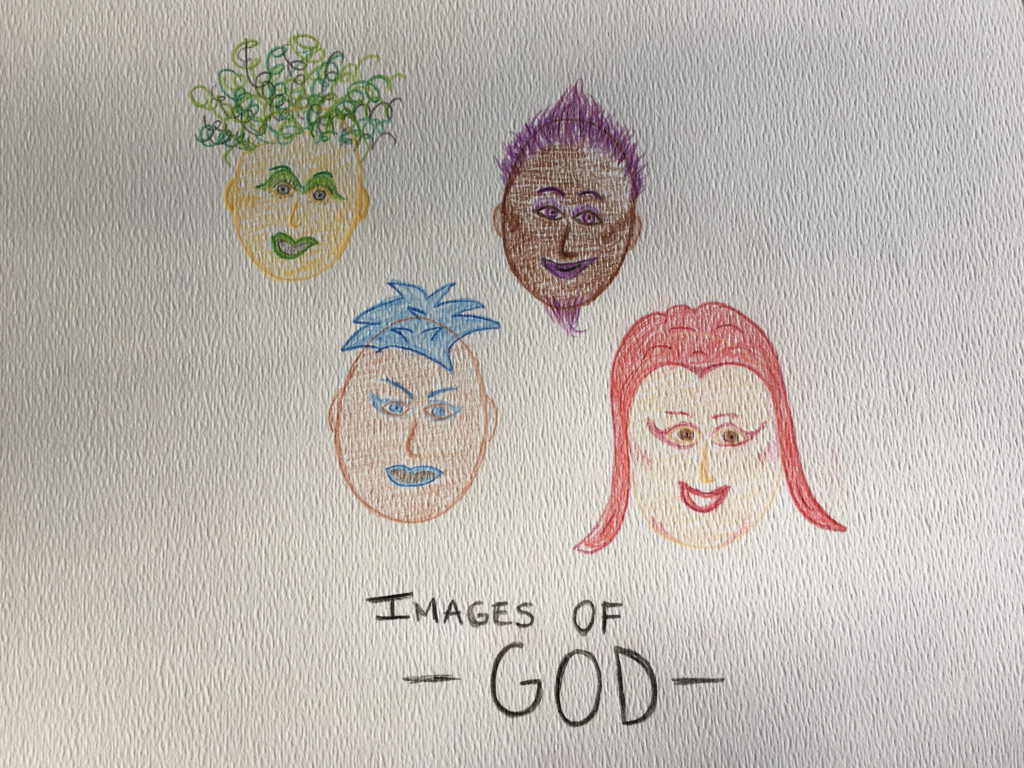 IMAGES OF
— GOD —